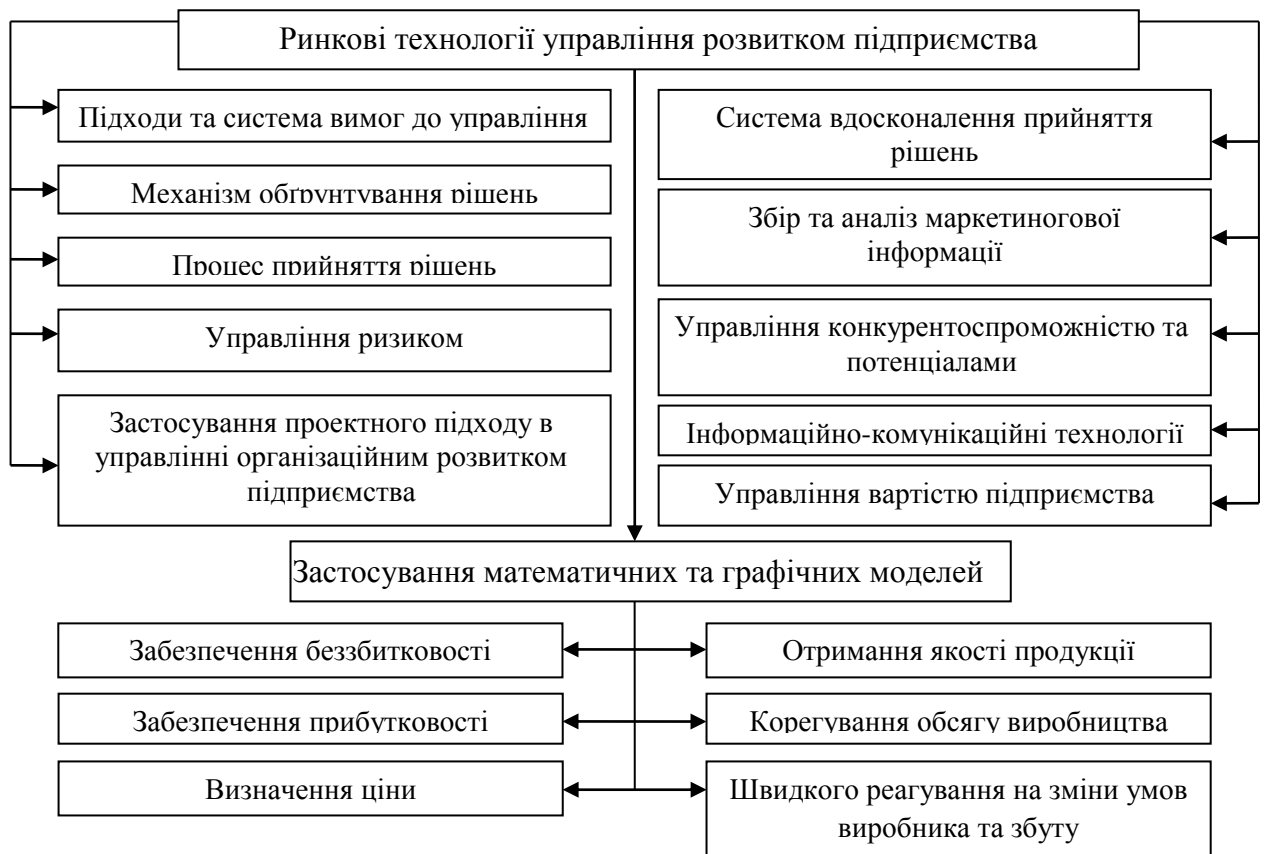 Ринкові технології управління розвитком підприємства
Підходи та система вимог до управління
Механізм обґрунтування рішень
Процес прийняття рішень
Управління ризиком
Застосування проектного підходу в
управлінні організаційним розвитком
підприємства
Система вдосконалення прийняття
рішень
Збір та аналіз маркетиногової
інформації
Управління конкурентоспроможністю та
потенціалами
Інформаційно-комунікаційні технології
Управління вартістю підприємства
Застосування математичних та графічних моделей
Забезпечення беззбитковості
Забезпечення прибутковості
Визначення ціни
Отримання якості продукції
Корегування обсягу виробництва
Швидкого реагування на зміни умов
виробника та збуту